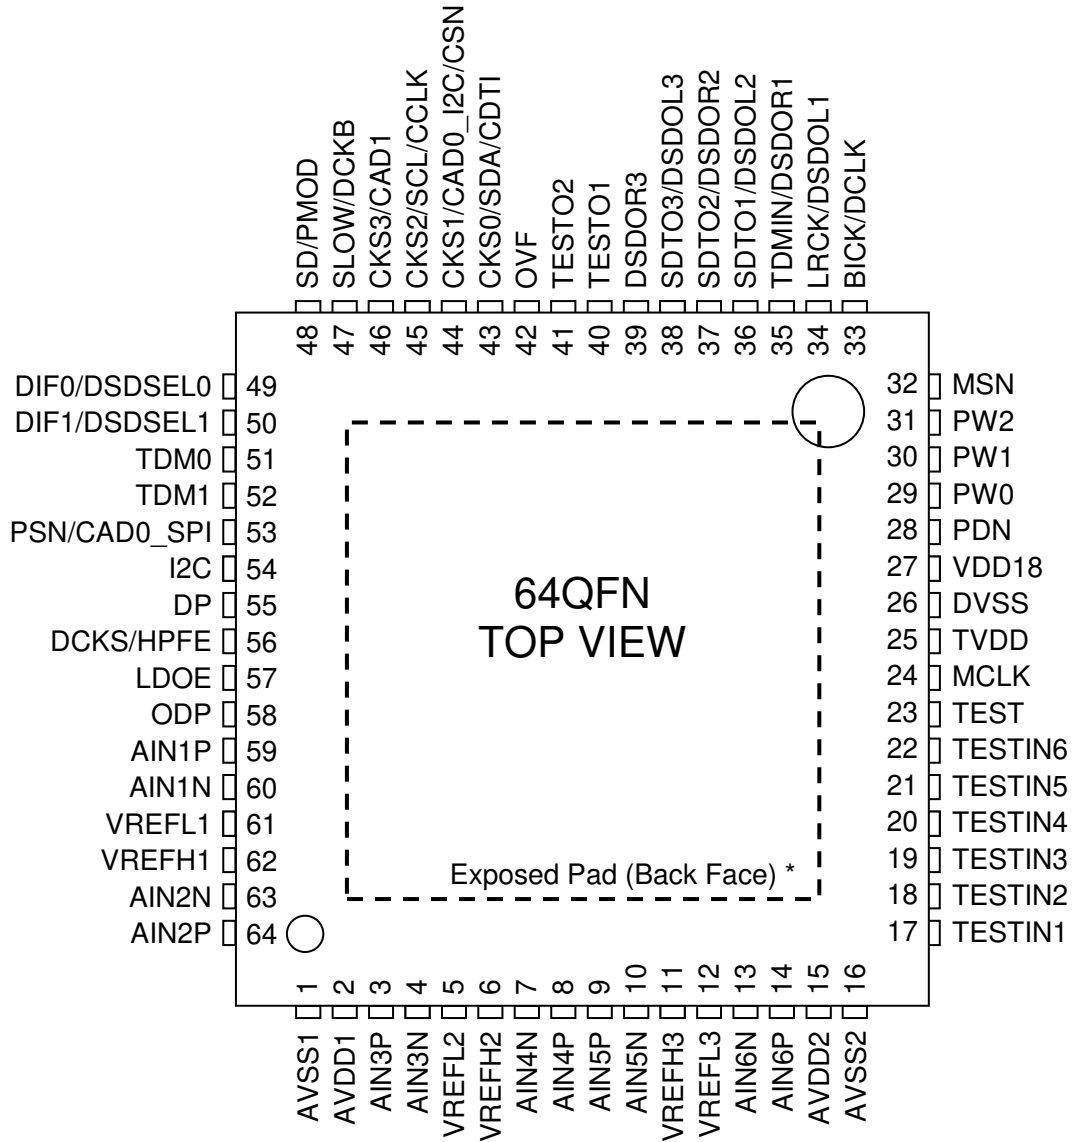 SD/PMOD
SLOW/DCKB
CKS3/CAD1
CKS2/SCL/CCLK
CKS1/CAD0_I2C/CSN
CKS0/SDA/CDTI
OVF
TESTO2
TESTO1
DSDOR3
SDTO3/DSDOL3
SDTO2/DSDOR2
SDTO1/DSDOL2
TDMIN/DSDOR1
LRCK/DSDOL1
BICK/DCLK
48
47
46
45
44
43
42
41
40
39
38
37
36
35
34
33
DIF0/DSDSEL0 49
DIF1/DSDSEL1 50
TDM0 51
TDM1 52
PSN/CAD0_SPI 53
I2C 54
DP 55
DCKS/HPFE 56
LDOE 57
ODP 58
AIN1P 59
AIN1N 60
VREFL1 61
VREFH1 62
AIN2N 63
AIN2P 64
64QFN
TOP VIEW
Exposed Pad (Back Face) *
32 MSN
31 PW2
30 PW1
29 PW0
28 PDN
27 VDD18
26 DVSS
25 TVDD
24 MCLK
23 TEST
22 TESTIN6
21 TESTIN5
20 TESTIN4
19 TESTIN3
18 TESTIN2
17 TESTIN1
1
2
3
4
5
6
7
8
9
10
11
12
13
14
15
16
AVSS1
AVDD1
AIN3P
AIN3N
VREFL2
VREFH2
AIN4N
AIN4P
AIN5P
AIN5N
VREFH3
VREFL3
AIN6N
AIN6P
AVDD2
AVSS2